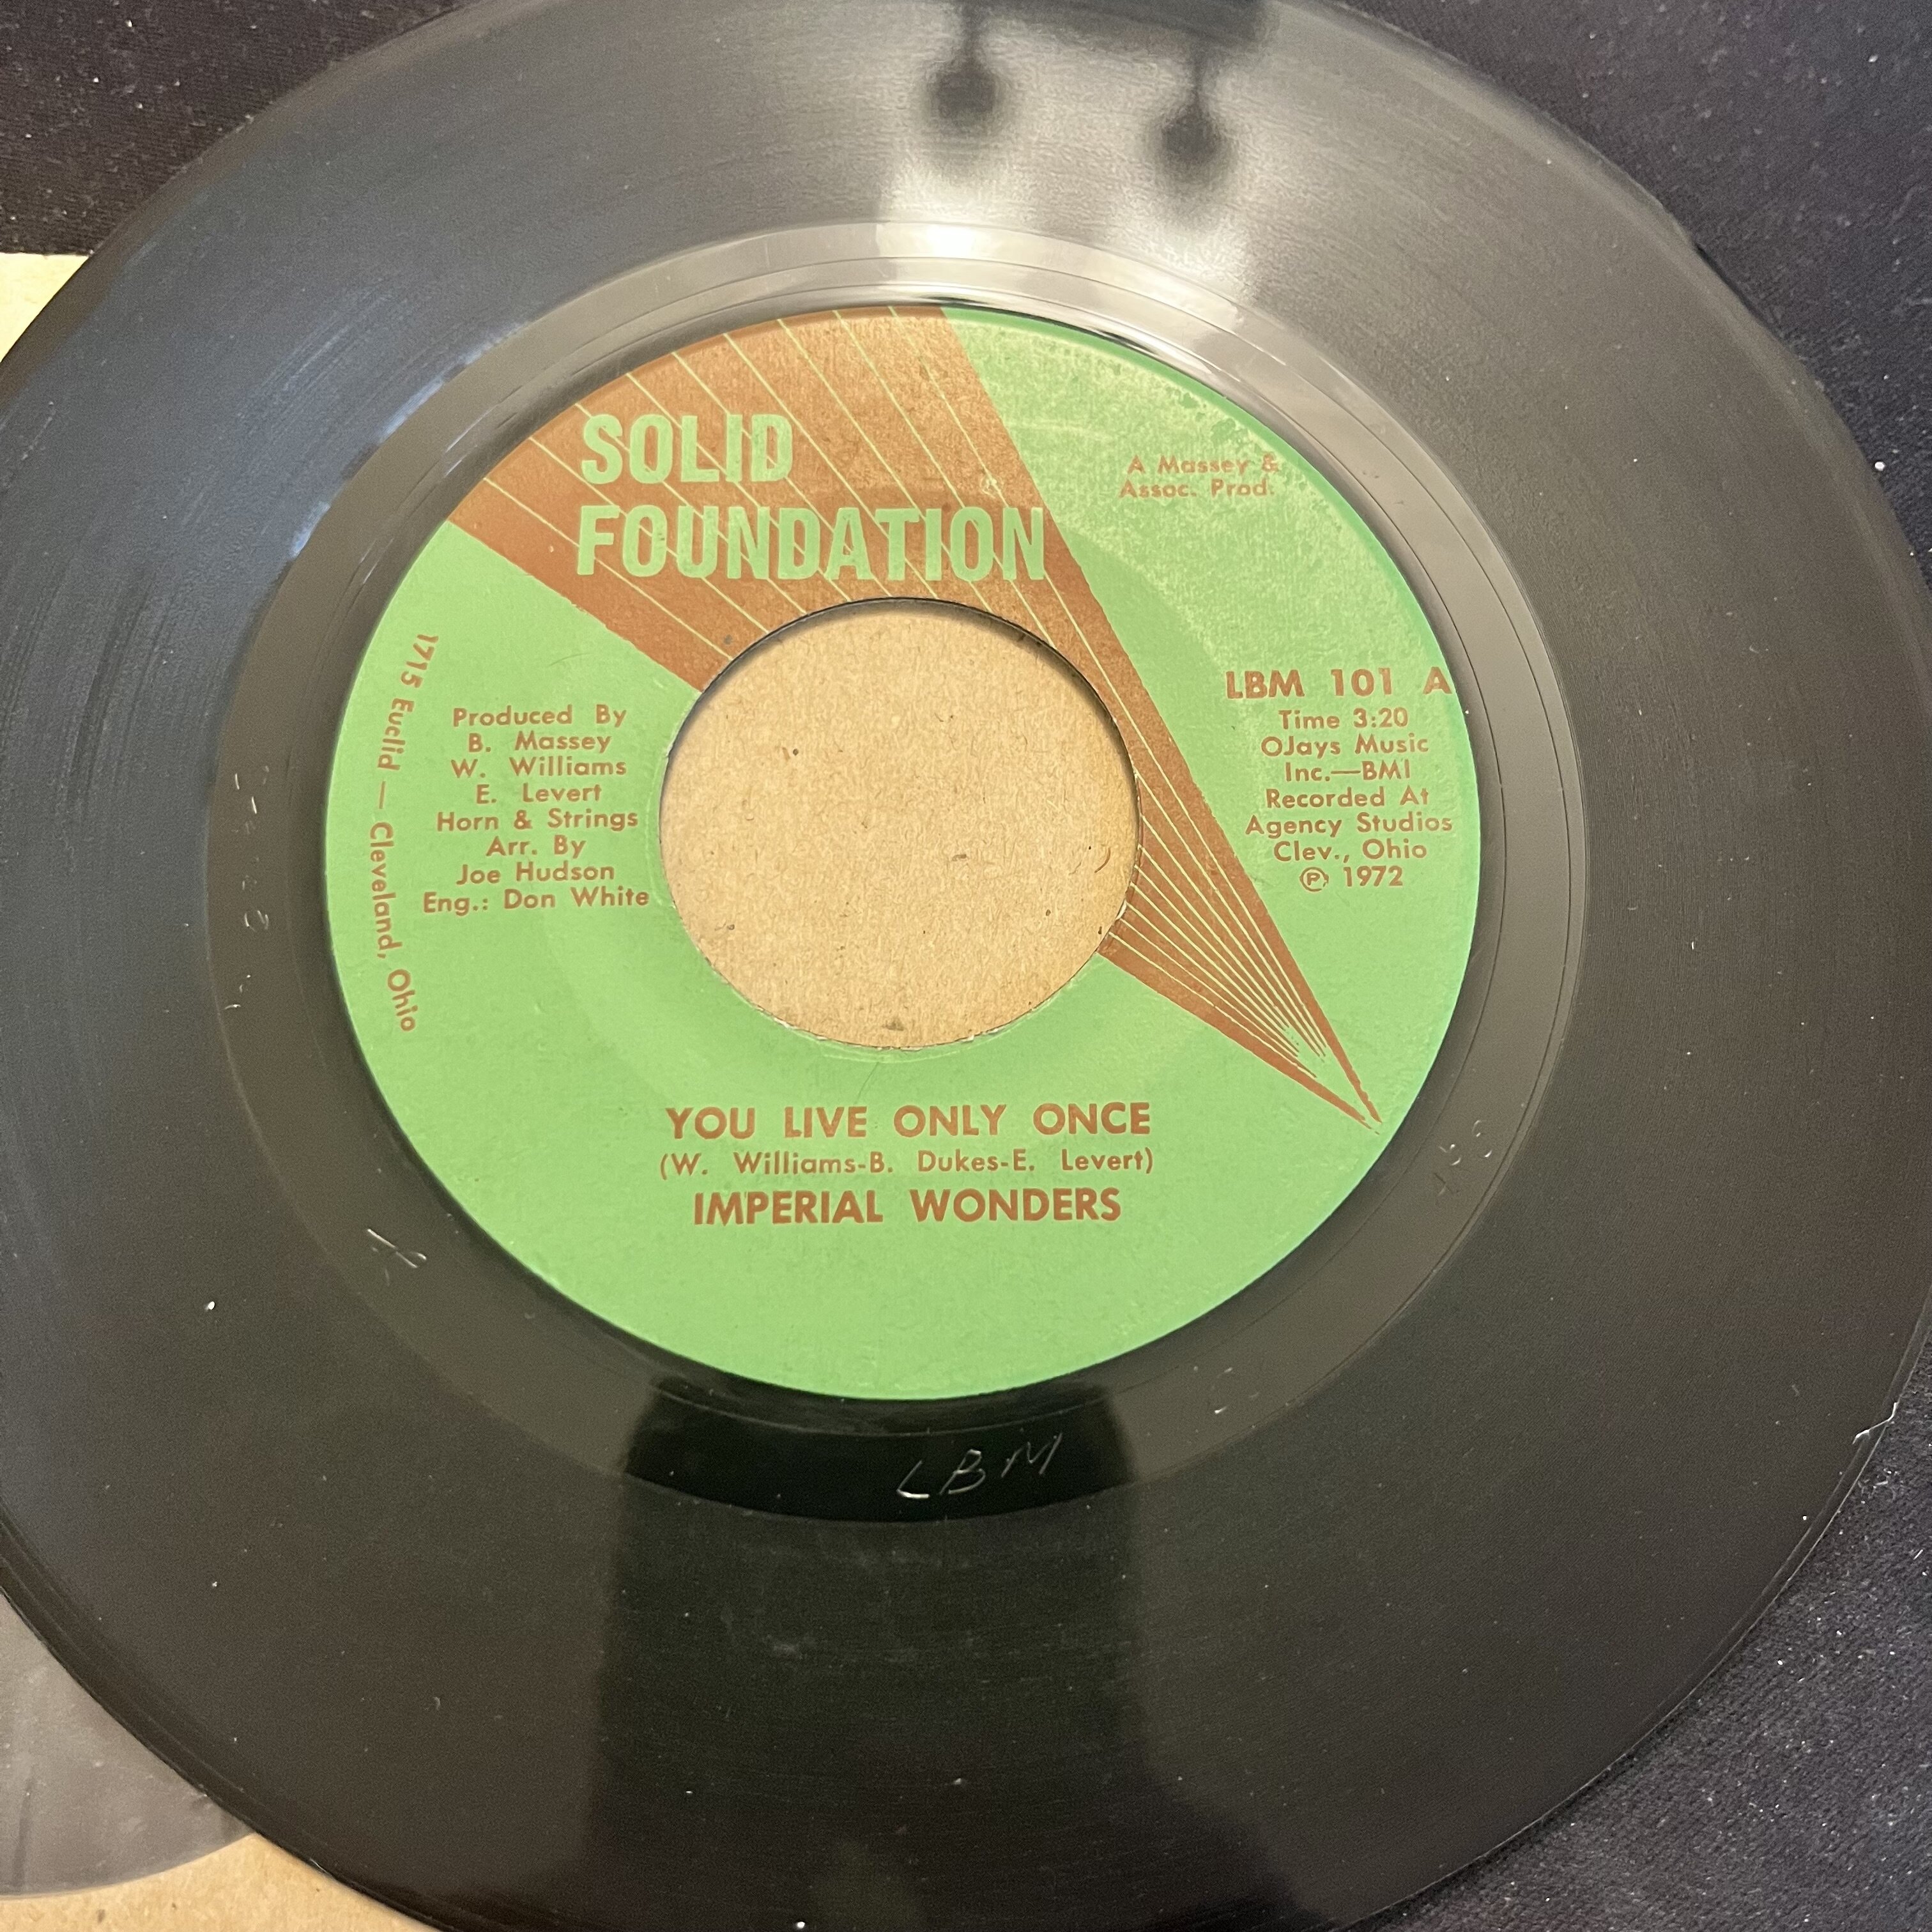 SOLID
FOUNDATION
A Massey &
Assoc. Prod.
1715 Euclid — Cleveland, Ohio
Produced By
B. Massey
W. Williams
E. Levert
Horn & Strings
Arr. By
Joe Hudson
Eng.: Don White
LBM 101 A
Time 3:20
OJays Music
Inc.—BMI
Recorded At
Agency Studios
Clev., Ohio
℗ 1972
YOU LIVE ONLY ONCE
(W. Williams-B. Dukes-E. Levert)
IMPERIAL WONDERS
LBM